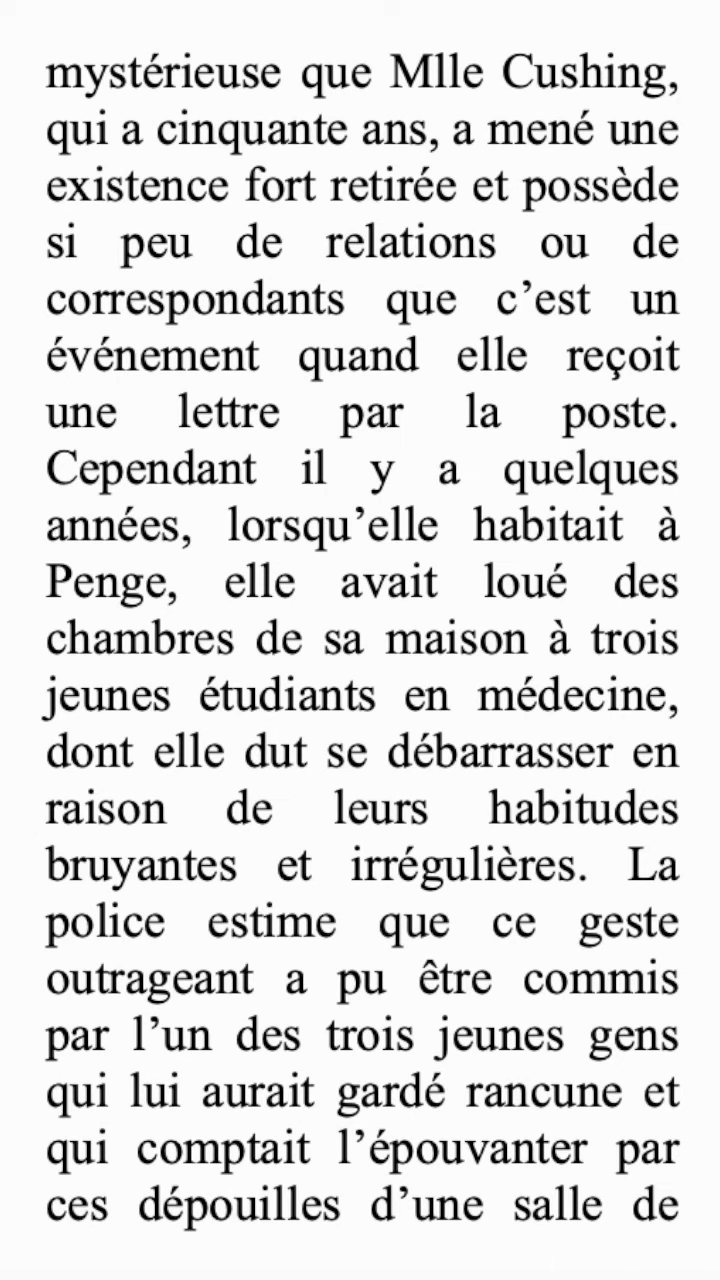 mystérieuse que Mlle Cushing,
qui a cinquante ans, a mené une
existence fort retirée et possède
si peu de relations ou de
correspondants que c’est un
événement quand elle reçoit
une lettre par la poste.
Cependant il y a quelques
années, lorsqu’elle habitait à
Penge, elle avait loué des
chambres de sa maison à trois
jeunes étudiants en médecine,
dont elle dut se débarrasser en
raison de leurs habitudes
bruyantes et irrégulières. La
police estime que ce geste
outrageant a pu être commis
par l’un des trois jeunes gens
qui lui aurait gardé rancune et
qui comptait l’épouvanter par
ces dépouilles d’une salle de